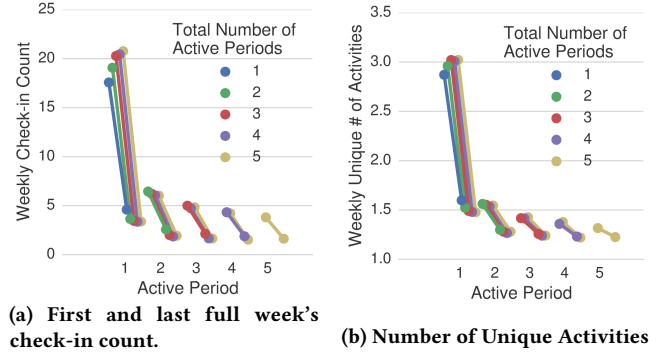 25
20
15
10
5
0
Weekly Check-in Count
Total Number of
Active Periods
1
2
3
4
5
1 2 3 4 5
Active Period
(a) First and last full week's
check-in count.
3.5
3.0
2.5
2.0
1.5
1.0
Weekly Unique # of Activities
Total Number of
Active Periods
1
2
3
4
5
1 2 3 4 5
Active Period
(b) Number of Unique Activities